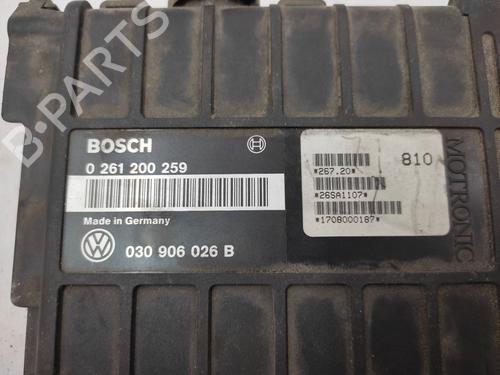 B-PARTS
BOSCH
0 261 200 259
Made in Germany
030 906 026 B
810
*267.20*
*26SA1107*
*1708000187*
MOTRONIC